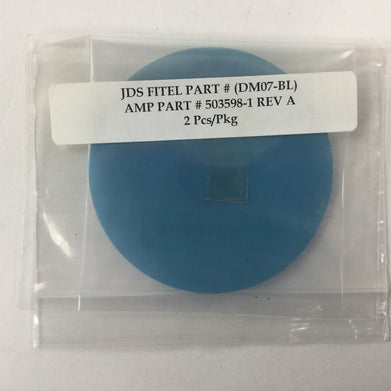 JDS FITEL PART # (DM07-BL)
AMP PART # 503598-1 REV A
2 Pcs/Pkg